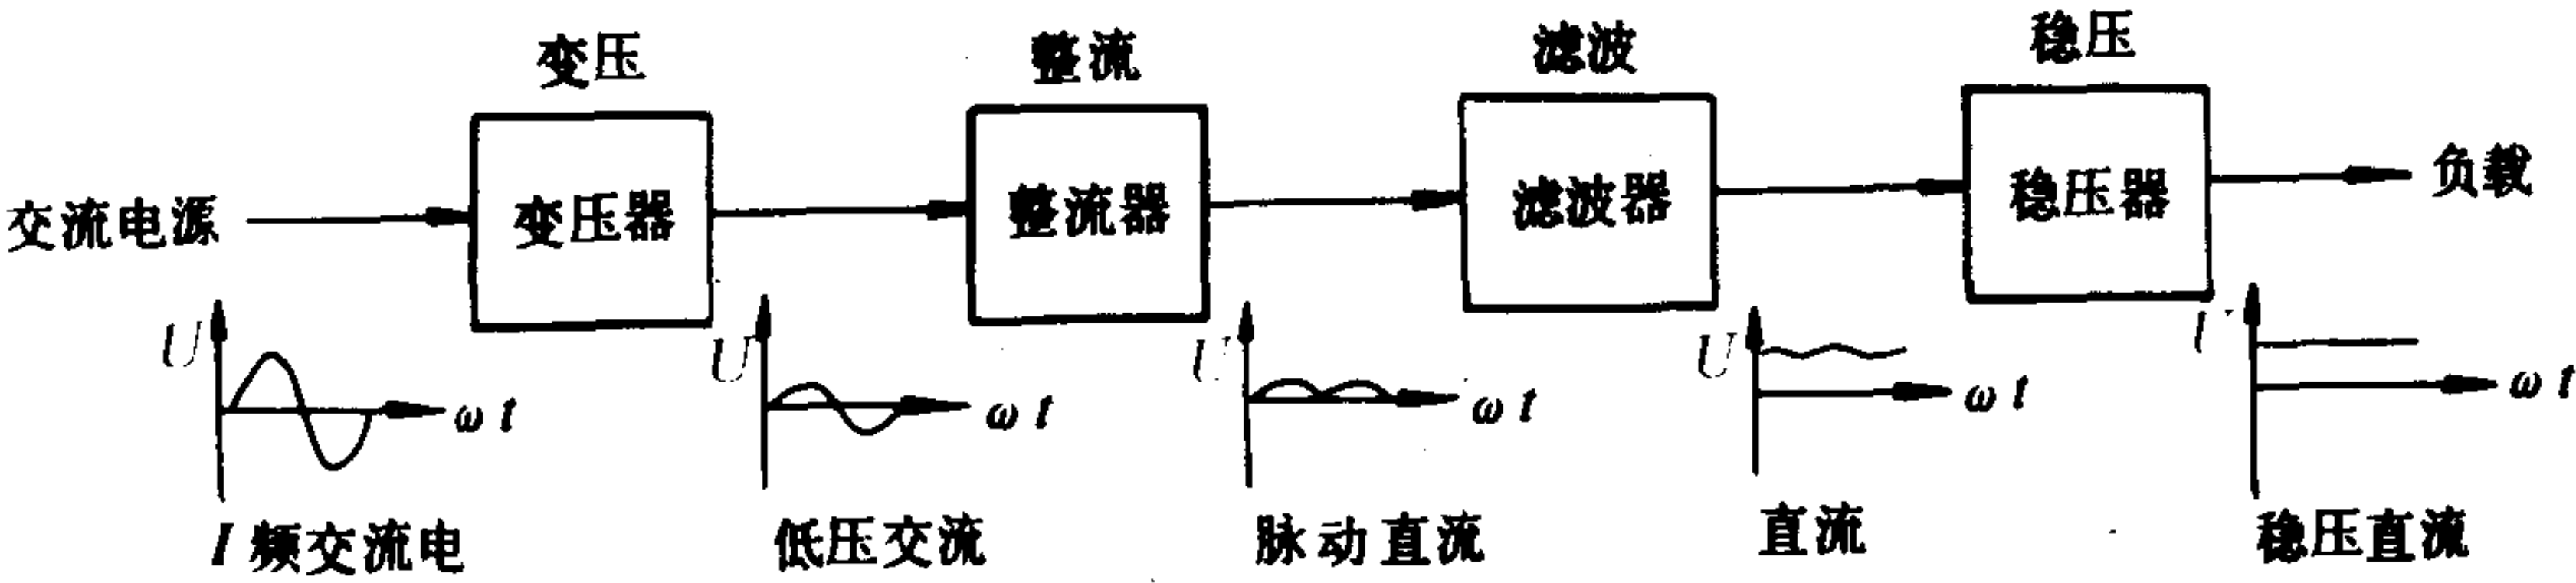 变压
整流
滤波
稳压
交流电源
变压器
整流器
滤波器
稳压器
负载
U
ωt
U
ωt
U
ωt
U
ωt
U
ωt
I频交流电
低压交流
脉动直流
直流
稳压直流